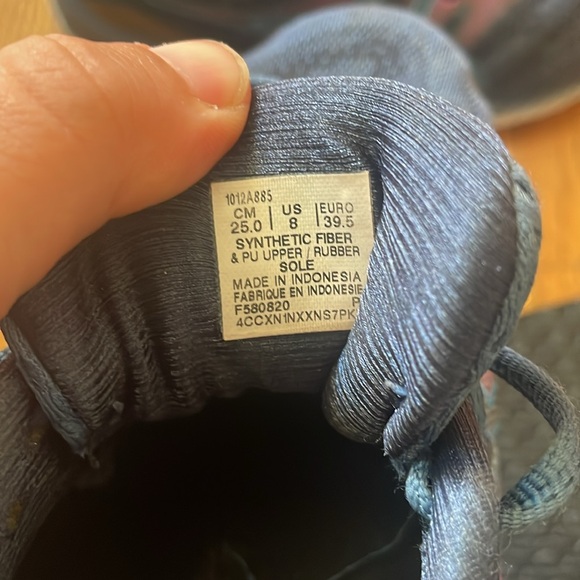 1012A885
CM | US | EURO
25.0 | 8 | 39.5
SYNTHETIC FIBER
& PU UPPER / RUBBER
SOLE
MADE IN INDONESIA
FABRIQUE EN INDONESIE
F580820 P
4CCXN1NXXNS7PK